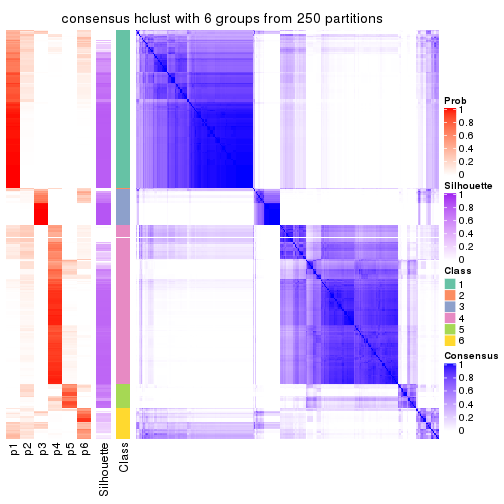 consensus hclust with 6 groups from 250 partitions
Prob
1
0.8
0.6
0.4
0.2
0
Silhouette
1
0.8
0.6
0.4
0.2
0
Class
1
2
3
4
5
6
Consensus
1
0.8
0.6
0.4
0.2
0
p1
p2
p3
p4
p5
p6
Silhouette
Class